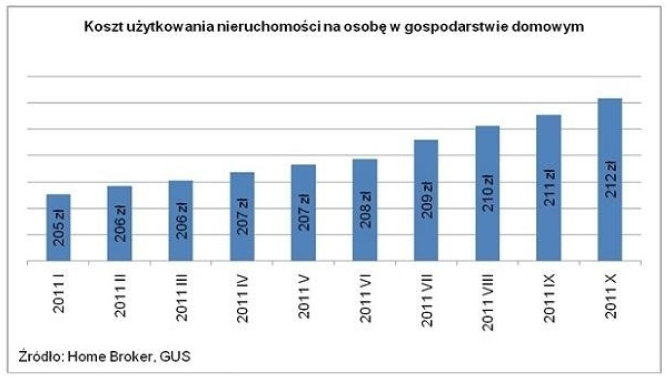 Koszt użytkowania nieruchomości na osobę w gospodarstwie domowym
205 zł
206 zł
206 zł
207 zł
207 zł
208 zł
209 zł
210 zł
211 zł
212 zł
2011 I
2011 II
2011 III
2011 IV
2011 V
2011 VI
2011 VII
2011 VIII
2011 IX
2011 X
Źródło: Home Broker, GUS